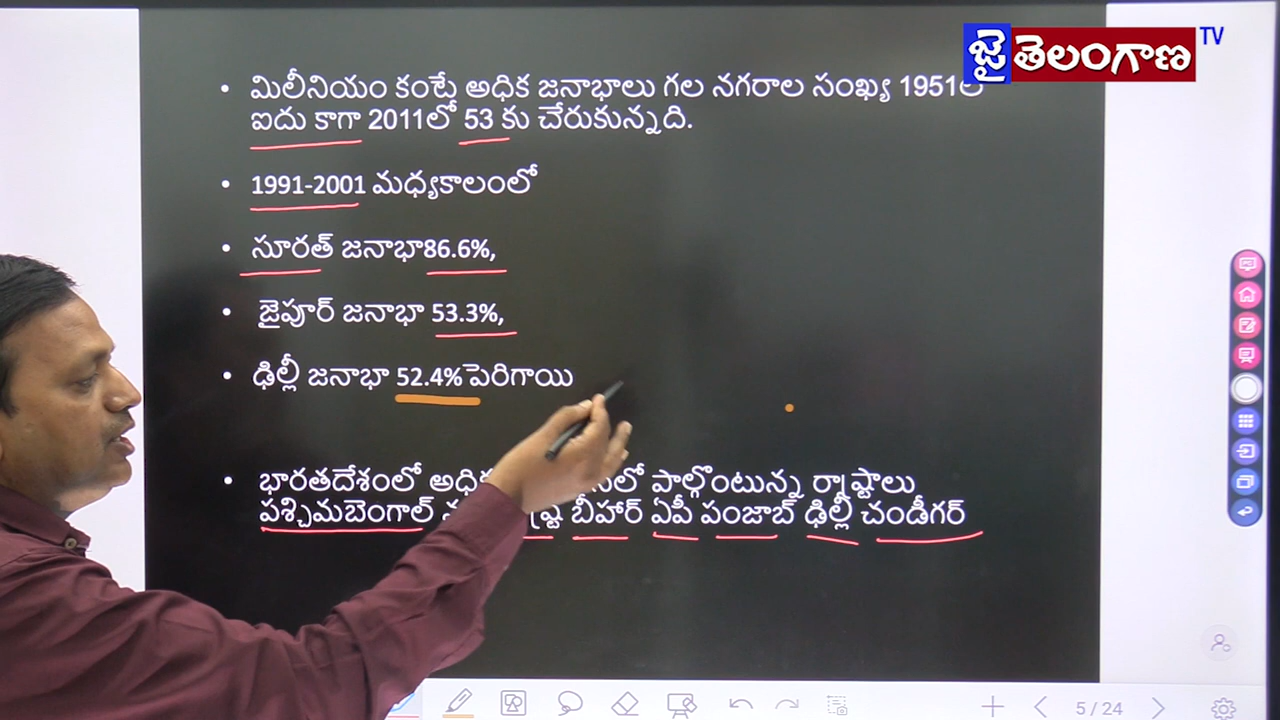 జై తెలంగాణ TV
• మిలీనియం కంటే అధిక జనాభాలు గల నగరాల సంఖ్య 1951లో
ఐదు కాగా 2011లో 53 కు చేరుకున్నది.
• 1991-2001 మధ్యకాలంలో
• సూరత్ జనాభా86.6%,
• జైపూర్ జనాభా 53.3%,
• ఢిల్లీ జనాభా 52.4%పెరిగాయి
• భారతదేశంలో పాల్గొంటున్న రాష్ట్రాలు
పశ్చిమబెంగాల్ బీహార్ ఏపీ పంజాబ్ ఢిల్లీ చండీగర్
5 / 24